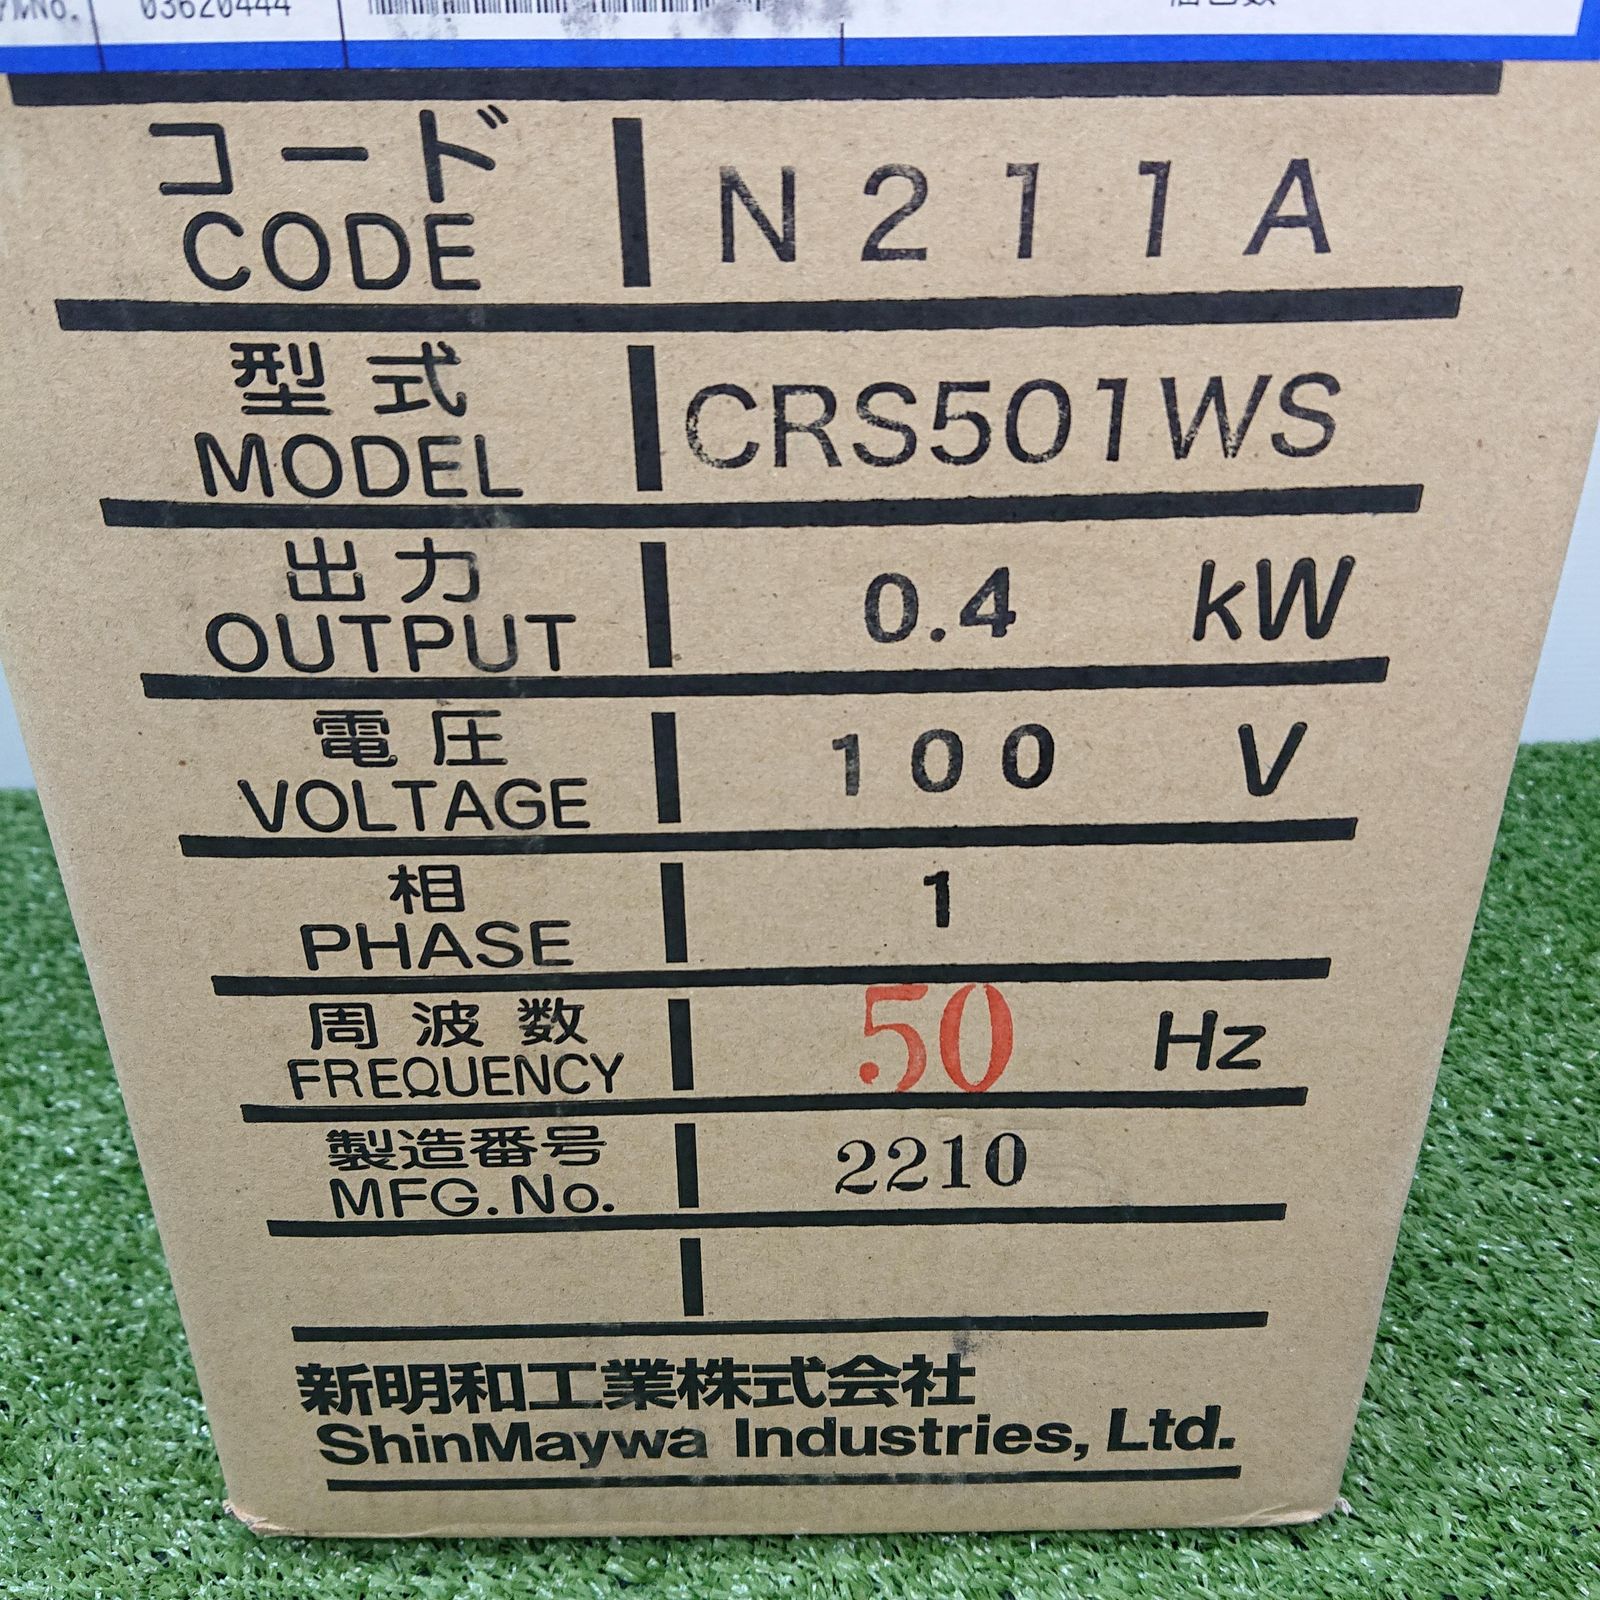 No. 03620444
コード
CODE N211A
型式
MODEL CRS501WS
出力
OUTPUT 0.4 kW
電圧
VOLTAGE 100 V
相
PHASE 1
周波数
FREQUENCY 50 Hz
製造番号
MFG.No. 2210
新明和工業株式会社
ShinMaywa Industries, Ltd.